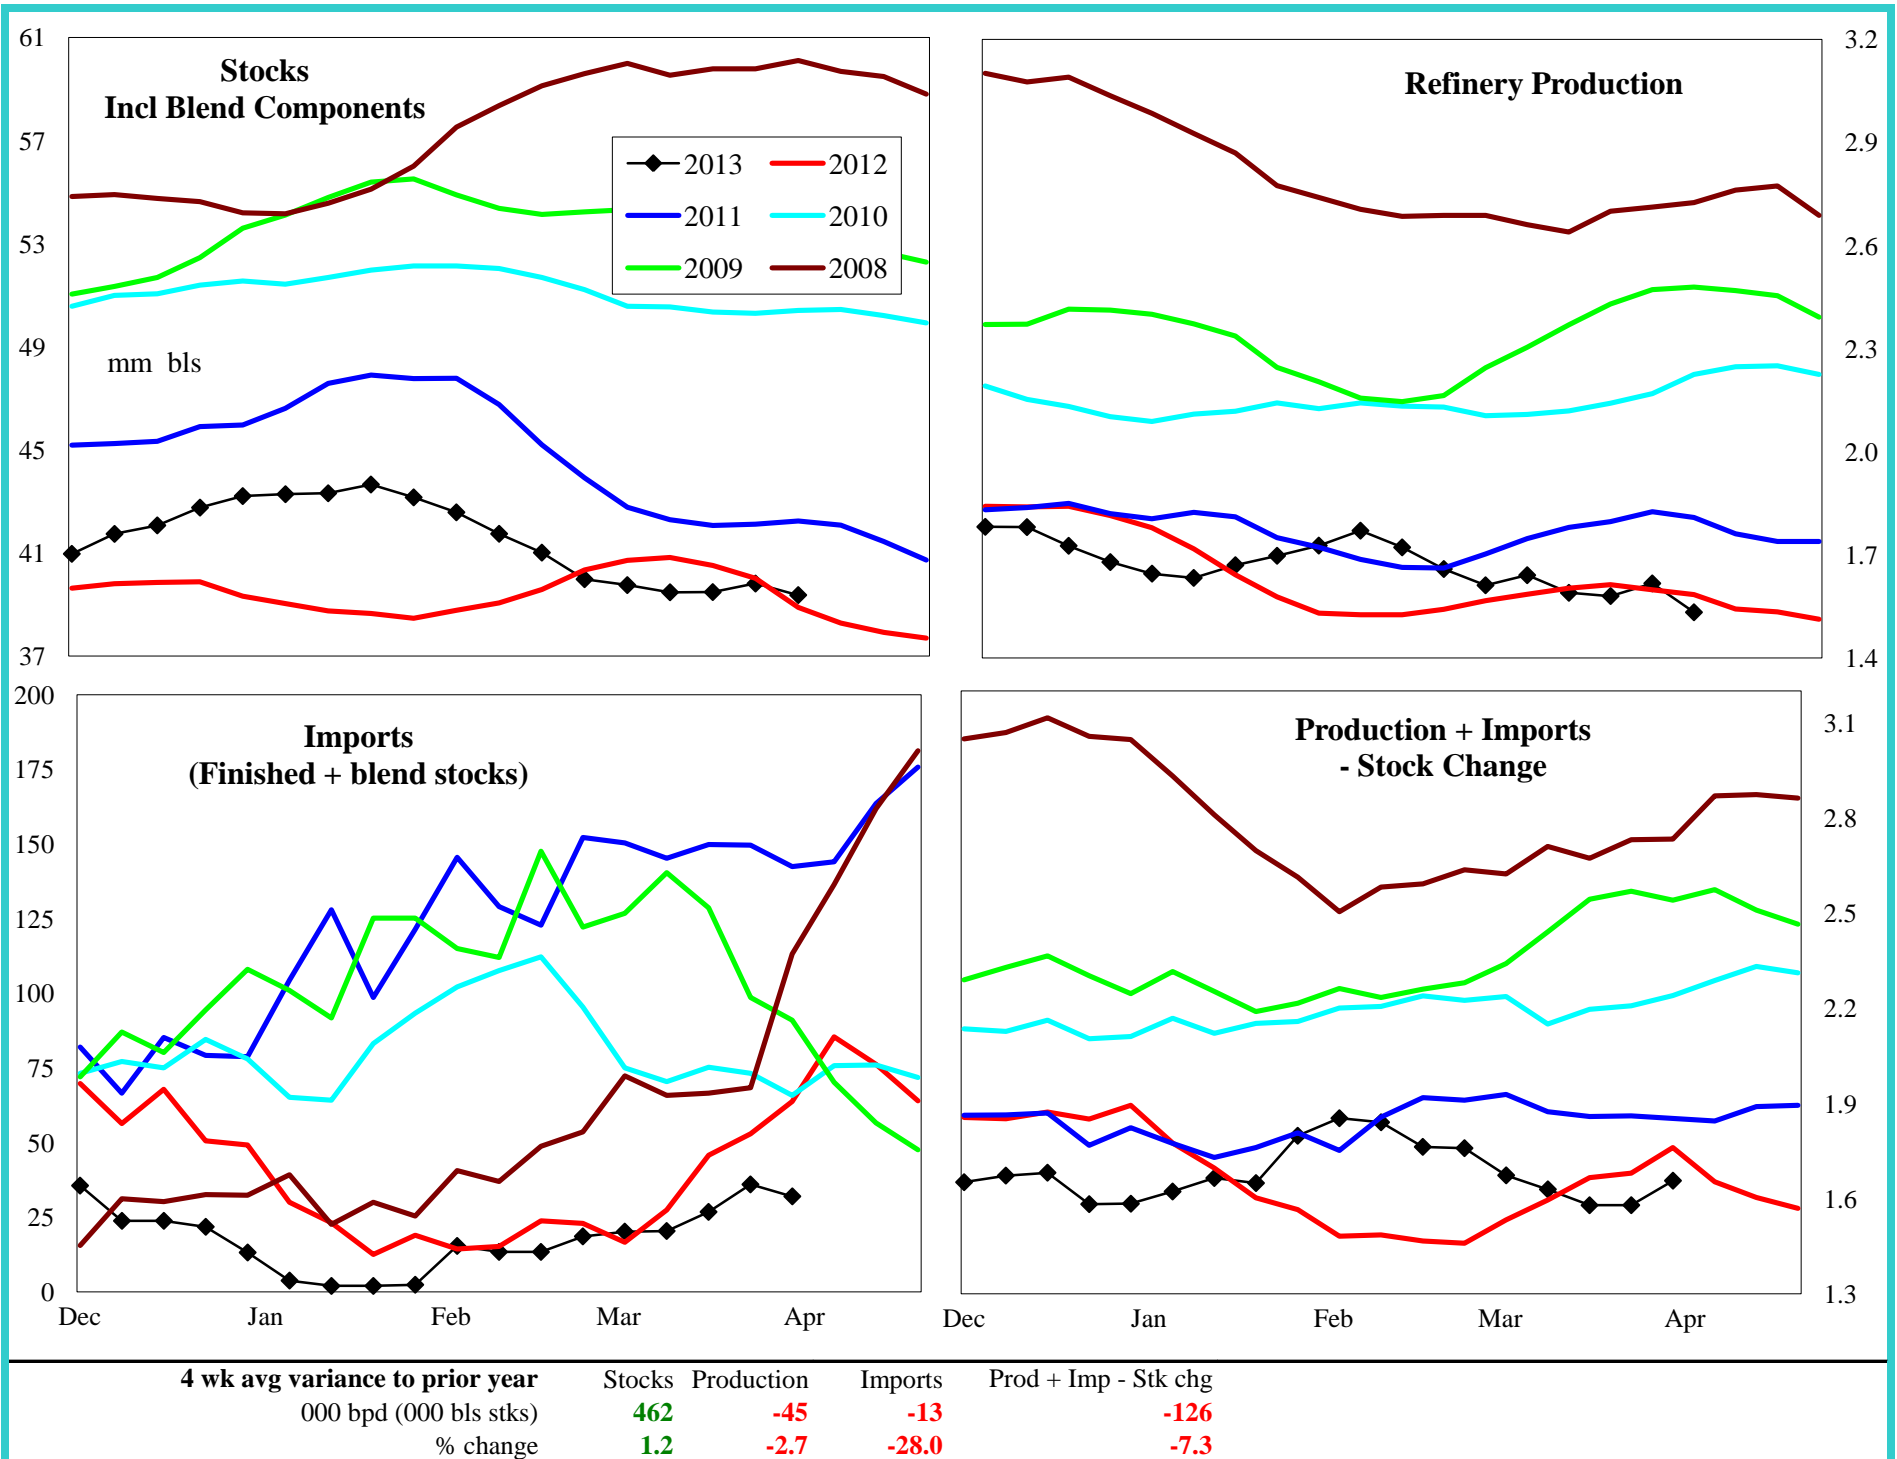 Stocks
Incl Blend Components
61
57
53
49
45
41
37
mm bls
2013 2012
2011 2010
2009 2008
Refinery Production
3.2
2.9
2.6
2.3
2.0
1.7
1.4
Imports
(Finished + blend stocks)
200
175
150
125
100
75
50
25
0
Dec Jan Feb Mar Apr
Production + Imports
- Stock Change
3.1
2.8
2.5
2.2
1.9
1.6
1.3
Dec Jan Feb Mar Apr
4 wk avg variance to prior year Stocks Production Imports Prod + Imp - Stk chg
000 bpd (000 bls stks) 462 -45 -13 -126
% change 1.2 -2.7 -28.0 -7.3